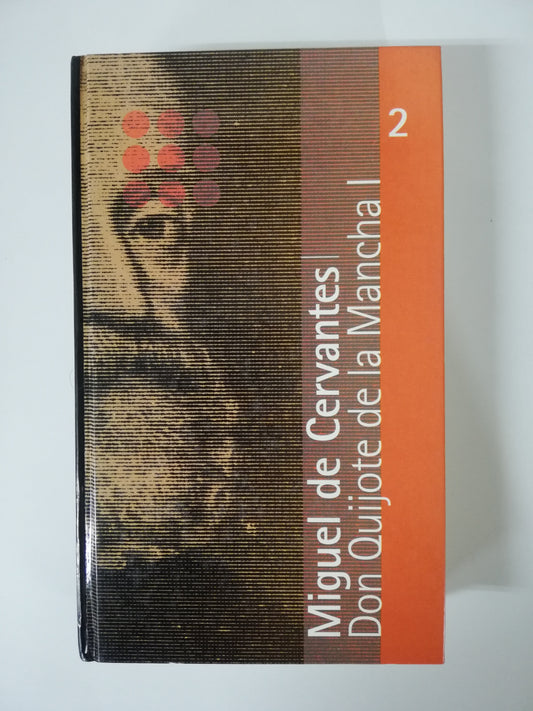 2
Miguel de Cervantes|
Don Quijote de la Mancha|